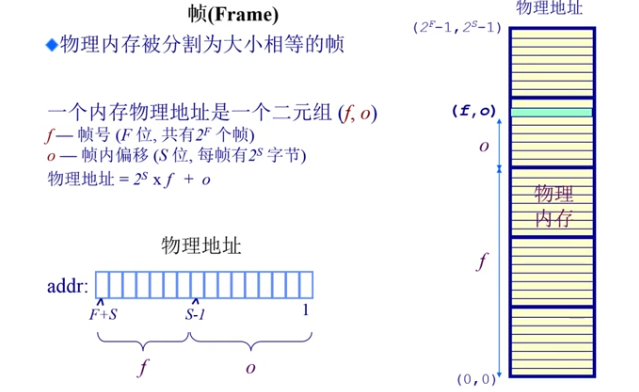 帧(Frame)
◆物理内存被分割为大小相等的帧
一个内存物理地址是一个二元组 (f, o)
f — 帧号 (F 位, 共有2^F 个帧)
o — 帧内偏移 (S 位, 每帧有2^S 字节)
物理地址 = 2^S x f + o
物理地址
addr:
F+S
S-1
1
f
o
物理地址
(2^F-1,2^S-1)
(f,o)
o
物理
内存
f
(0,0)